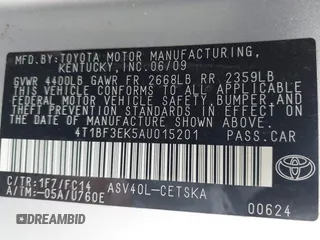 MFD.BY:TOYOTA MOTOR MANUFACTURING,
KENTUCKY,INC.06/09
GVWR 4400LB GAWR FR 2668LB RR 2359LB
THIS VEHICLE CONFORMS TO ALL APPLICABLE
FEDERAL MOTOR VEHICLE SAFETY, BUMPER, AND
THEFT PREVENTION STANDARDS IN EFFECT ON
THE DATE OF MANUFACTURE SHOWN ABOVE.
4T1BF3EK5AU015201 PASS.CAR
C/TR:1F7/FC14 ASV40L-CETSKA
A/TM:-05A/U760E
TOYOTA
00624
DREAMBID